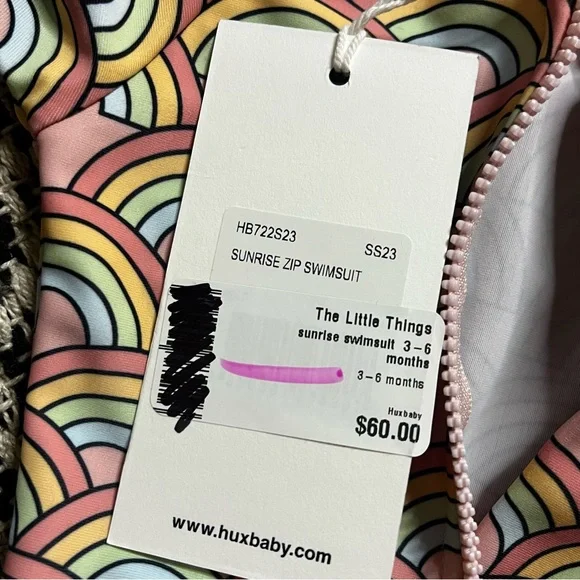 HB722S23 SS23
SUNRISE ZIP SWIMSUIT
The Little Things
sunrise swimsuit 3-6
months
3-6 months
Huxbaby
$60.00
www.huxbaby.com